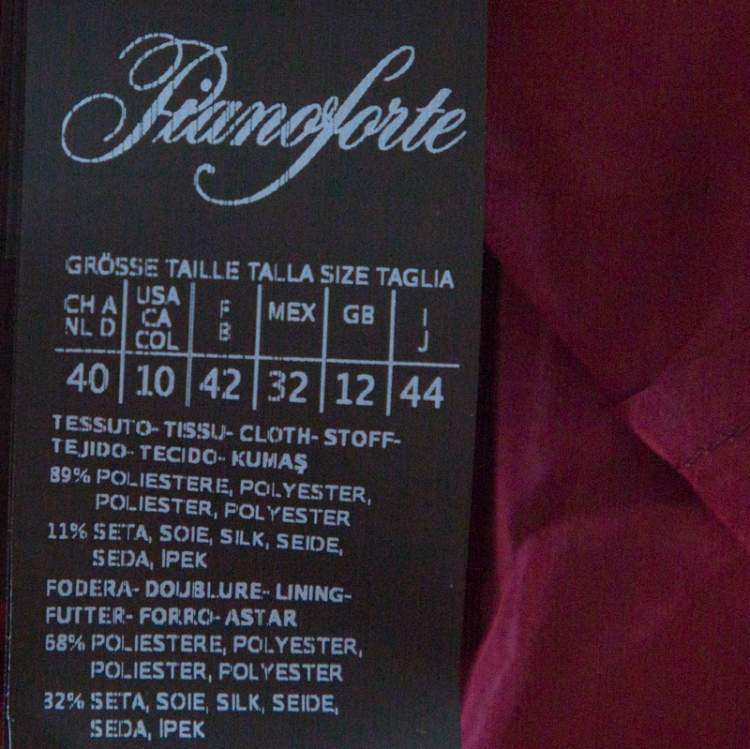 Pianoforte
GRÖSSE TAILLE TALLA SIZE TAGLIA
CH A USA F MEX GB I
NL D CA B J
COL
40 10 42 32 12 44
TESSUTO- TISSU- CLOTH- STOFF-
TEJIDO- TECIDO- KUMAŞ
89% POLIESTERE, POLYESTER,
POLIESTER, POLYESTER
11% SETA, SOIE, SILK, SEIDE,
SEDA, İPEK
FODERA- DOUBLURE- LINING-
FUTTER- FORRO- ASTAR
68% POLIESTERE, POLYESTER,
POLIESTER, POLYESTER
32% SETA, SOIE, SILK, SEIDE,
SEDA, İPEK